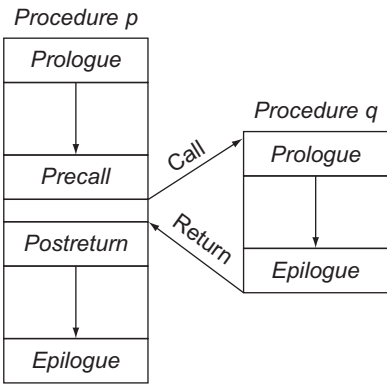 Procedure p
Prologue
Precall
Postreturn
Epilogue
Call
Return
Procedure q
Prologue
Epilogue